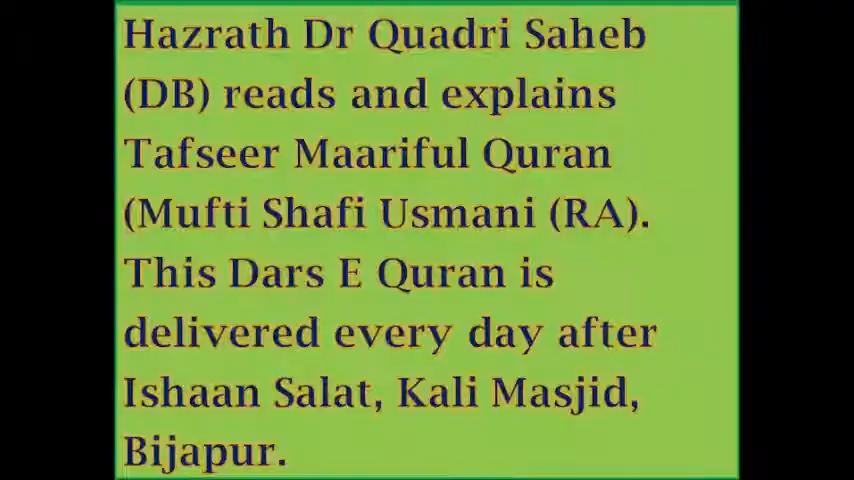 Hazrath Dr Quadri Saheb
(DB) reads and explains
Tafseer Maariful Quran
(Mufti Shafi Usmani (RA).
This Dars E Quran is
delivered every day after
Ishaan Salat, Kali Masjid,
Bijapur.